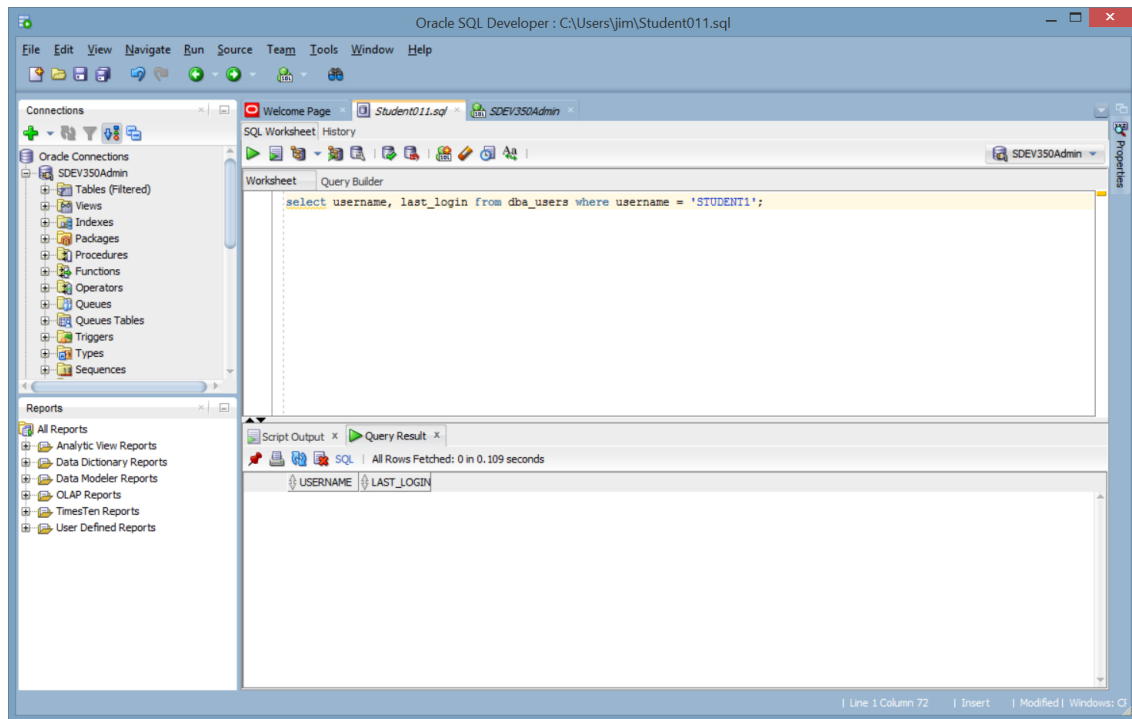 Oracle SQL Developer : C:\Users\jim\Student011.sql
File Edit View Navigate Run Source Team Tools Window Help
Connections
Oracle Connections
SDEV350Admin
Tables (Filtered)
Views
Indexes
Packages
Procedures
Functions
Operators
Queues
Queues Tables
Triggers
Types
Sequences
Reports
All Reports
Analytic View Reports
Data Dictionary Reports
Data Modeler Reports
OLAP Reports
TimesTen Reports
User Defined Reports
Welcome Page Student011.sql SDEV350Admin
SQL Worksheet History
SDEV350Admin
Worksheet Query Builder
select username, last_login from dba_users where username = 'STUDENT1';
Script Output x Query Result x
SQL | All Rows Fetched: 0 in 0.109 seconds
USERNAME LAST_LOGIN
Properties
| Line 1 Column 72 | Insert | Modified | Windows: